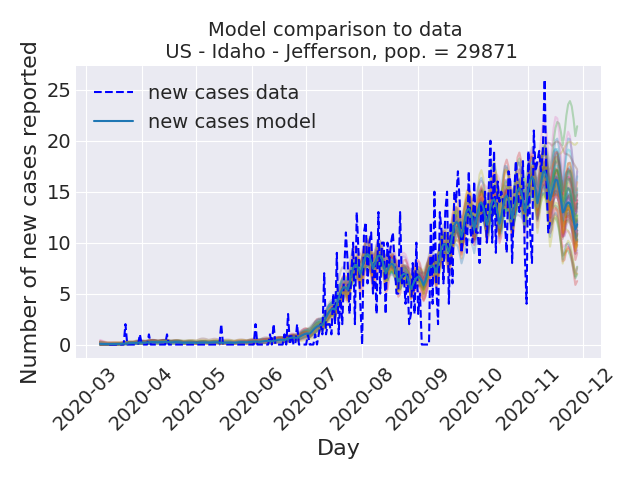 Model comparison to data
US - Idaho - Jefferson, pop. = 29871
Number of new cases reported
25
20
15
10
5
0
new cases data
new cases model
2020-03
2020-04
2020-05
2020-06
2020-07
2020-08
2020-09
2020-10
2020-11
2020-12
Day